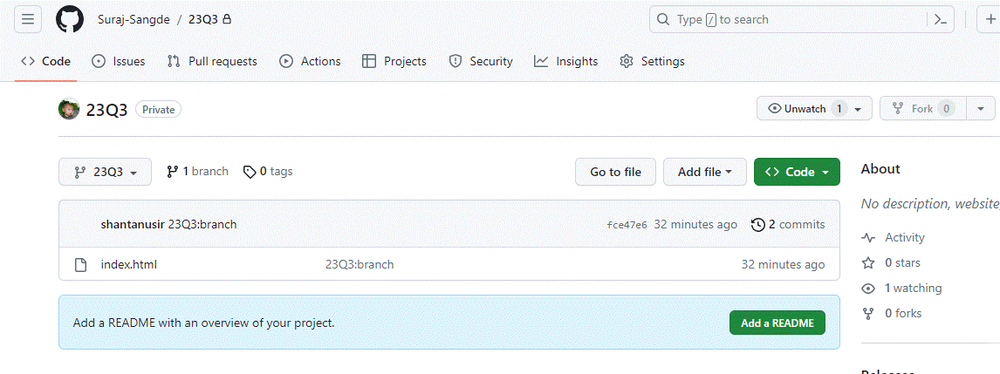 Suraj-Sangde / 23Q3
Type / to search
Code Issues Pull requests Actions Projects Security Insights Settings
23Q3 Private
Unwatch 1 Fork 0
23Q3 1 branch 0 tags Go to file Add file Code
About
No description, website,
shantanusir 23Q3:branch fce47e6 32 minutes ago 2 commits
index.html 23Q3:branch 32 minutes ago
Activity
0 stars
1 watching
0 forks
Add a README with an overview of your project. Add a README
Releases